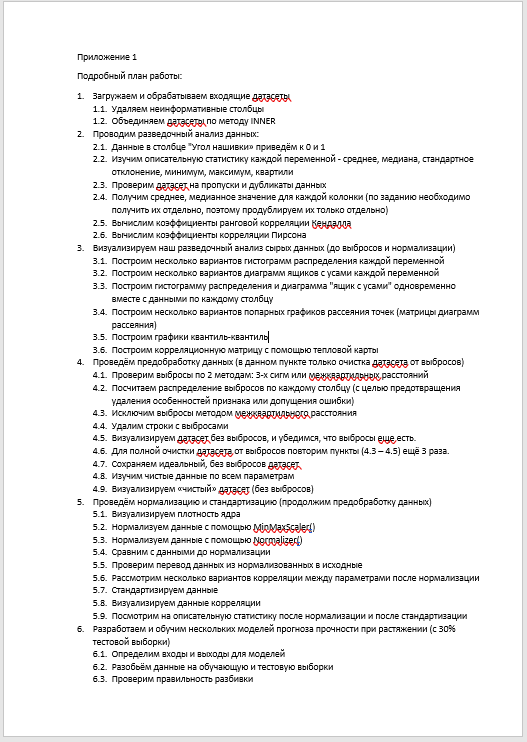 Приложение 1
Подробный план работы:
1. Загружаем и обрабатываем входящие датасеты
1.1. Удаляем неинформативные столбцы
1.2. Объединяем датасеты по методу INNER
2. Проводим разведочный анализ данных:
2.1. Данные в столбце "Угол нашивки» приведём к 0 и 1
2.2. Изучим описательную статистику каждой переменной - среднее, медиана, стандартное
отклонение, минимум, максимум, квартили
2.3. Проверим датасет на пропуски и дубликаты данных
2.4. Получим среднее, медианное значение для каждой колонки (по заданию необходимо
получить их отдельно, поэтому продублируем их только отдельно)
2.5. Вычислим коэффициенты ранговой корреляции Кендалла
2.6. Вычислим коэффициенты корреляции Пирсона
3. Визуализируем наш разведочный анализ сырых данных (до выбросов и нормализации)
3.1. Построим несколько вариантов гистограмм распределения каждой переменной
3.2. Построим несколько вариантов диаграмм ящиков с усами каждой переменной
3.3. Построим гистограмму распределения и диаграмма "ящик с усами" одновременно
вместе с данными по каждому столбцу
3.4. Построим несколько вариантов попарных графиков рассеяния точек (матрицы диаграмм
рассеяния)
3.5. Построим графики квантиль-квантиль
3.6. Построим корреляционную матрицу с помощью тепловой карты
4. Проведём предобработку данных (в данном пункте только очистка датасета от выбросов)
4.1. Проверим выбросы по 2 методам: 3-х сигм или межквартильных расстояний
4.2. Посчитаем распределение выбросов по каждому столбцу (с целью предотвращения
удаления особенностей признака или допущения ошибки)
4.3. Исключим выбросы методом межквартильного расстояния
4.4. Удалим строки с выбросами
4.5. Визуализируем датасет без выбросов, и убедимся, что выбросы еще есть.
4.6. Для полной очистки датасета от выбросов повторим пункты (4.3 – 4.5) ещё 3 раза.
4.7. Сохраняем идеальный, без выбросов датасет
4.8. Изучим чистые данные по всем параметрам
4.9. Визуализируем «чистый» датасет (без выбросов)
5. Проведём нормализацию и стандартизацию (продолжим предобработку данных)
5.1. Визуализируем плотность ядра
5.2. Нормализуем данные с помощью MinMaxScaler()
5.3. Нормализуем данные с помощью Normalizer()
5.4. Сравним с данными до нормализации
5.5. Проверим перевод данных из нормализованных в исходные
5.6. Рассмотрим несколько вариантов корреляции между параметрами после нормализации
5.7. Стандартизируем данные
5.8. Визуализируем данные корреляции
5.9. Посмотрим на описательную статистику после нормализации и после стандартизации
6. Разработаем и обучим нескольких моделей прогноза прочности при растяжении (с 30%
тестовой выборки)
6.1. Определим входы и выходы для моделей
6.2. Разобьём данные на обучающую и тестовую выборки
6.3. Проверим правильность разбивки